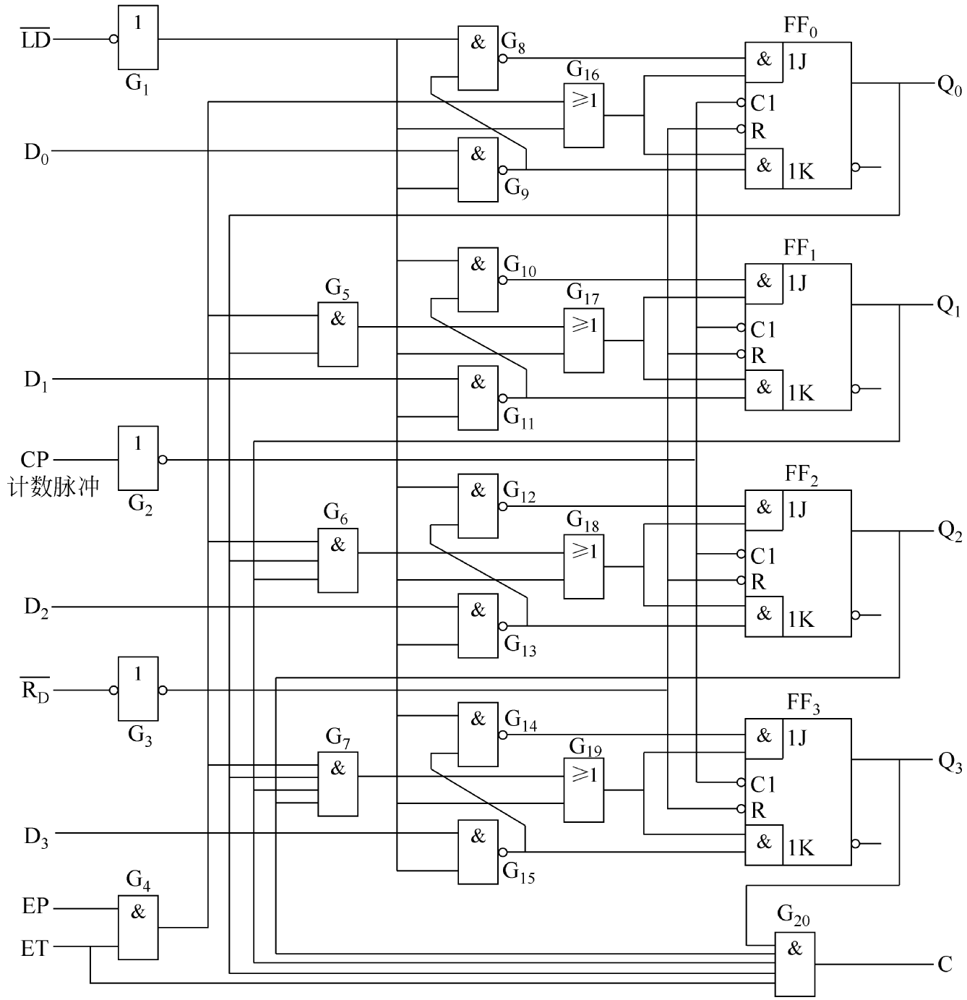 FF₀
1
L̅D̅
&
G₈
&
1J
G₁₆
Q₀
G₁
≥1
C1
R
D₀
&
&
1K
G₉
FF₁
&
G₁₀
&
1J
G₅
G₁₇
Q₁
&
≥1
C1
R
D₁
&
&
1K
G₁₁
1
CP
计数脉冲
G₂
FF₂
&
G₁₂
&
1J
G₆
G₁₈
Q₂
&
≥1
C1
R
D₂
&
&
1K
G₁₃
1
R̅_D̅
G₃
FF₃
&
G₁₄
&
1J
G₇
G₁₉
Q₃
&
≥1
C1
R
D₃
&
&
1K
G₁₅
G₄
EP
&
G₂₀
ET
&
C